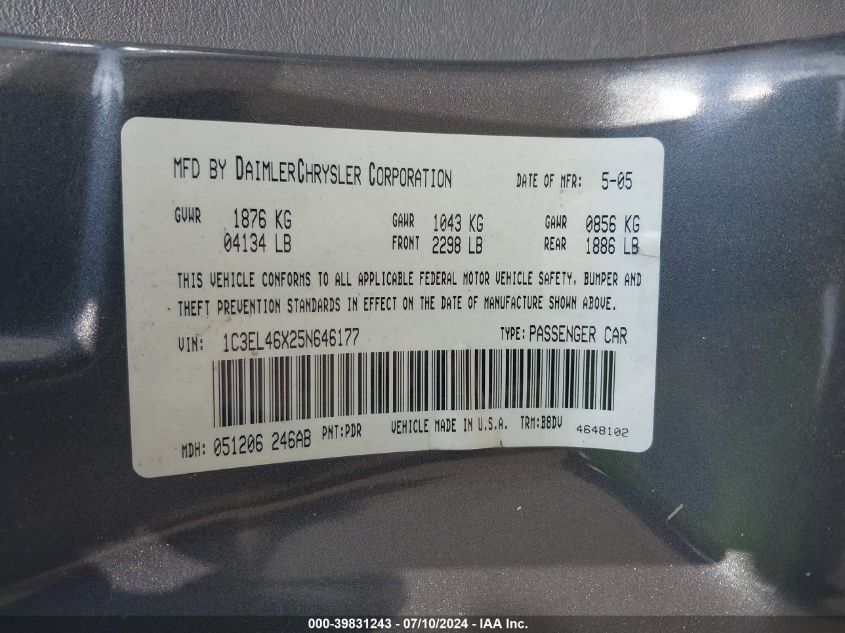 MFD BY DAIMLERCHRYSLER CORPORATION DATE OF MFR: 5-05
GVWR 1876 KG GAWR 1043 KG GAWR 0856 KG
04134 LB FRONT 2298 LB REAR 1886 LB
THIS VEHICLE CONFORMS TO ALL APPLICABLE FEDERAL MOTOR VEHICLE SAFETY, BUMPER AND
THEFT PREVENTION STANDARDS IN EFFECT ON THE DATE OF MANUFACTURE SHOWN ABOVE.
VIN: 1C3EL46X25N646177 TYPE: PASSENGER CAR
MDH: 051206 246AB PNT:PDR VEHICLE MADE IN U.S.A. TRM:B8DV 4648102
000-39831243 - 07/10/2024 - IAA Inc.